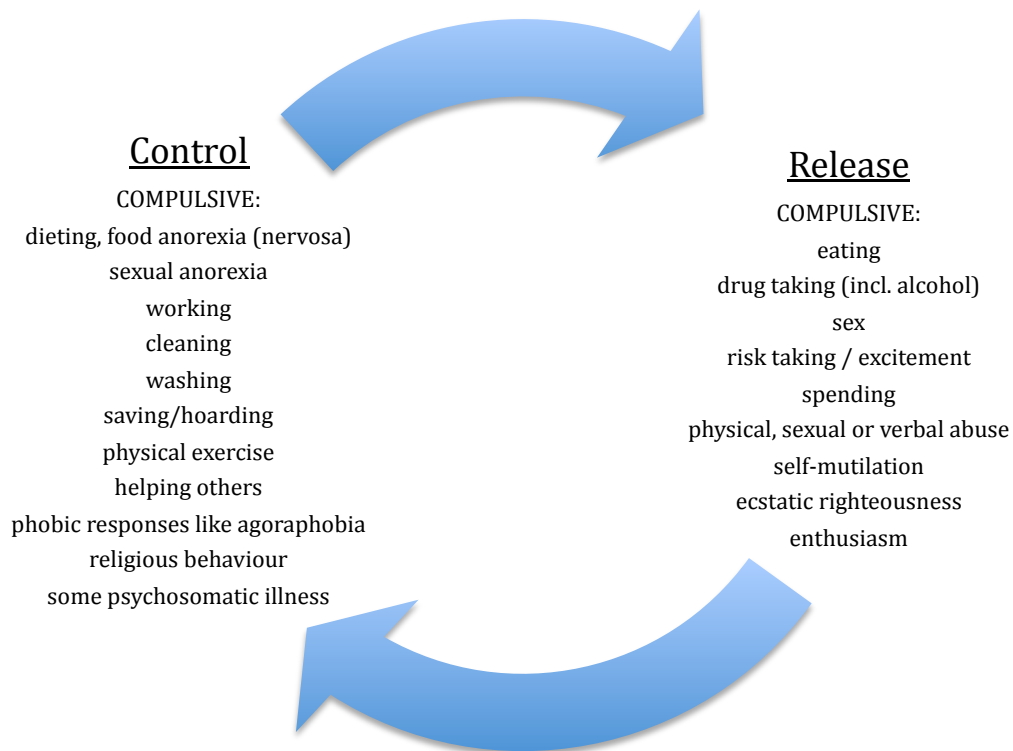 Control
COMPULSIVE:
dieting, food anorexia (nervosa)
sexual anorexia
working
cleaning
washing
saving/hoarding
physical exercise
helping others
phobic responses like agoraphobia
religious behaviour
some psychosomatic illness
Release
COMPULSIVE:
eating
drug taking (incl. alcohol)
sex
risk taking / excitement
spending
physical, sexual or verbal abuse
self-mutilation
ecstatic righteousness
enthusiasm